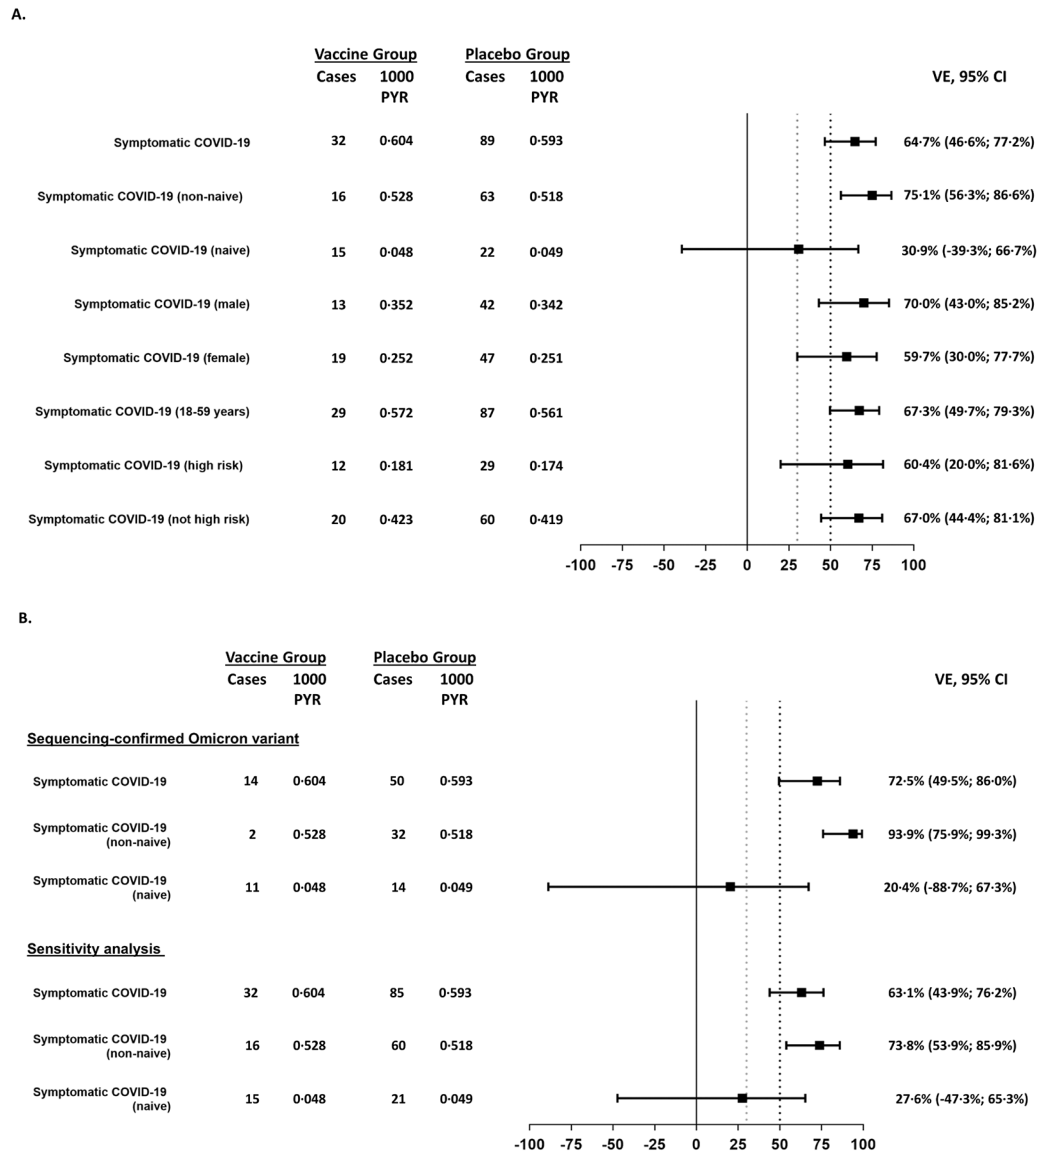 A.
Vaccine Group Placebo Group
Cases 1000 Cases 1000 VE, 95% CI
PYR PYR
Symptomatic COVID-19 32 0·604 89 0·593 64·7% (46·6%; 77·2%)
Symptomatic COVID-19 (non-naive) 16 0·528 63 0·518 75·1% (56·3%; 86·6%)
Symptomatic COVID-19 (naive) 15 0·048 22 0·049 30·9% (-39·3%; 66·7%)
Symptomatic COVID-19 (male) 13 0·352 42 0·342 70·0% (43·0%; 85·2%)
Symptomatic COVID-19 (female) 19 0·252 47 0·251 59·7% (30·0%; 77·7%)
Symptomatic COVID-19 (18-59 years) 29 0·572 87 0·561 67·3% (49·7%; 79·3%)
Symptomatic COVID-19 (high risk) 12 0·181 29 0·174 60·4% (20·0%; 81·6%)
Symptomatic COVID-19 (not high risk) 20 0·423 60 0·419 67·0% (44·4%; 81·1%)
-100 -75 -50 -25 0 25 50 75 100
B.
Vaccine Group Placebo Group
Cases 1000 Cases 1000 VE, 95% CI
PYR PYR
Sequencing-confirmed Omicron variant
Symptomatic COVID-19 14 0·604 50 0·593 72·5% (49·5%; 86·0%)
Symptomatic COVID-19
(non-naive) 2 0·528 32 0·518 93·9% (75·9%; 99·3%)
Symptomatic COVID-19
(naive) 11 0·048 14 0·049 20·4% (-88·7%; 67·3%)
Sensitivity analysis
Symptomatic COVID-19 32 0·604 85 0·593 63·1% (43·9%; 76·2%)
Symptomatic COVID-19
(non-naive) 16 0·528 60 0·518 73·8% (53·9%; 85·9%)
Symptomatic COVID-19
(naive) 15 0·048 21 0·049 27·6% (-47·3%; 65·3%)
-100 -75 -50 -25 0 25 50 75 100